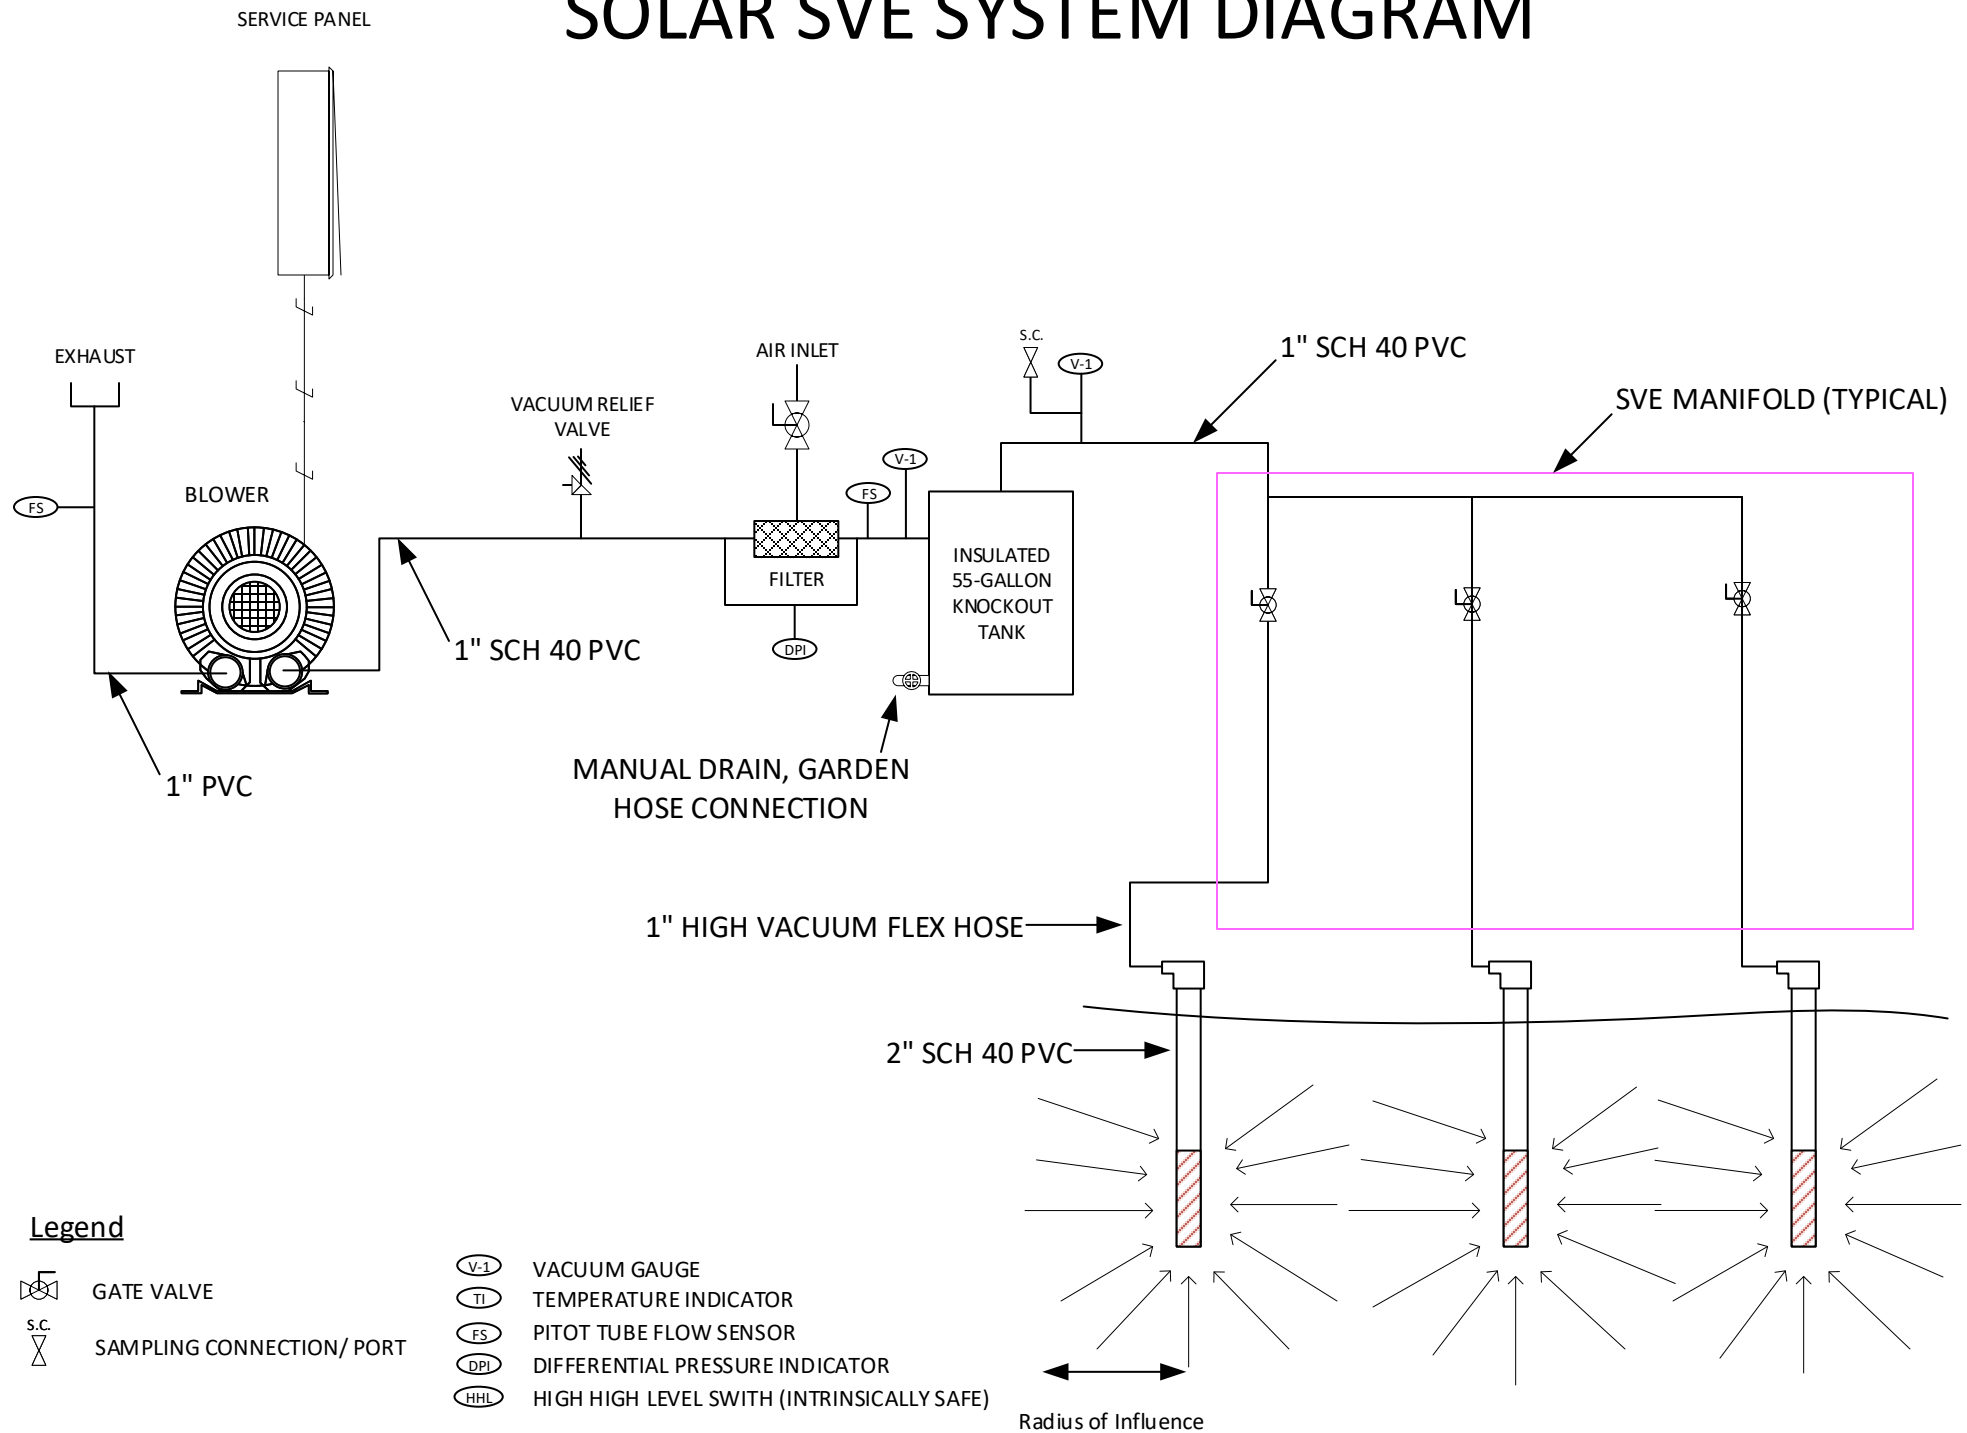 SOLAR SVE SYSTEM DIAGRAM
SERVICE PANEL
EXHAUST
FS
BLOWER
1" PVC
1" SCH 40 PVC
VACUUM RELIEF
VALVE
AIR INLET
FILTER
DPI
FS
V-1
S.C.
V-1
INSULATED
55-GALLON
KNOCKOUT
TANK
MANUAL DRAIN, GARDEN
HOSE CONNECTION
1" SCH 40 PVC
SVE MANIFOLD (TYPICAL)
1" HIGH VACUUM FLEX HOSE
2" SCH 40 PVC
Radius of Influence
Legend
GATE VALVE
S.C.
SAMPLING CONNECTION/ PORT
V-1 VACUUM GAUGE
TI TEMPERATURE INDICATOR
FS PITOT TUBE FLOW SENSOR
DPI DIFFERENTIAL PRESSURE INDICATOR
HHL HIGH HIGH LEVEL SWITH (INTRINSICALLY SAFE)